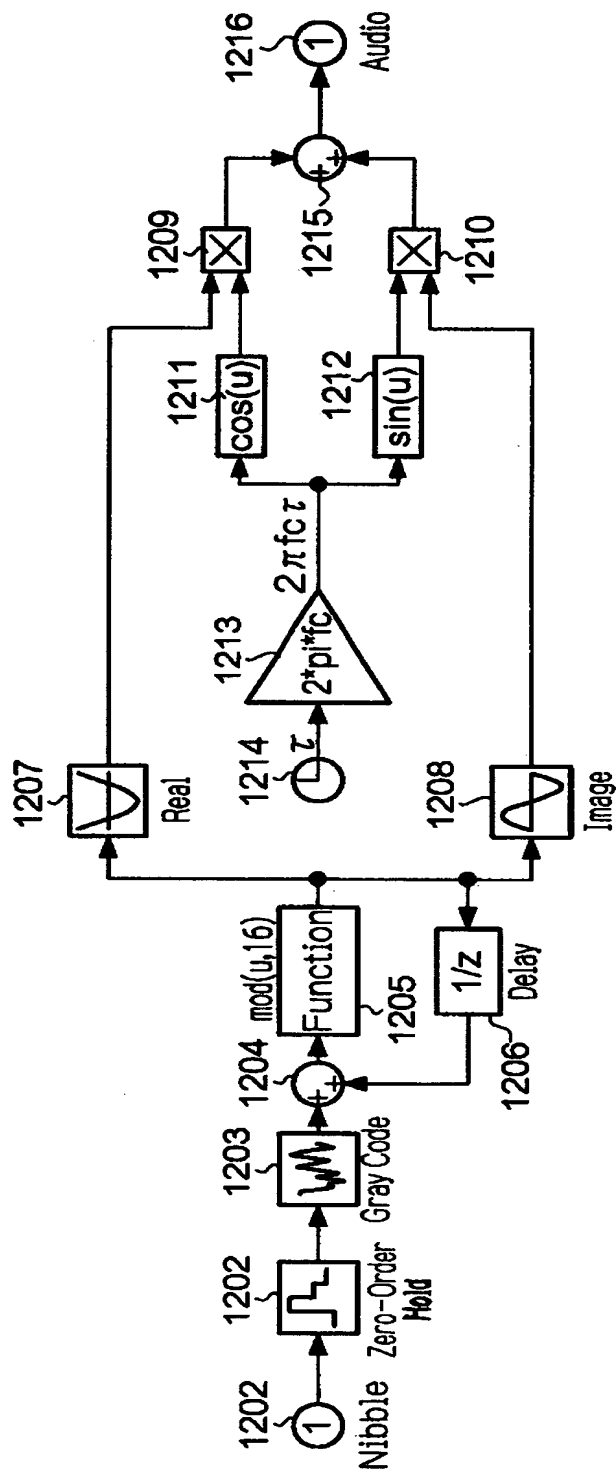 1202
1
Nibble
1202
Zero-Order
Hold
1203
Gray Code
1204
mod(u,16)
Function
1205
1/z
Delay
1206
1207
Real
1208
Image
1214
τ
1213
2*pi*fc
2πfcτ
1211
cos(u)
1212
sin(u)
1209
1210
1215
1216
1
Audio